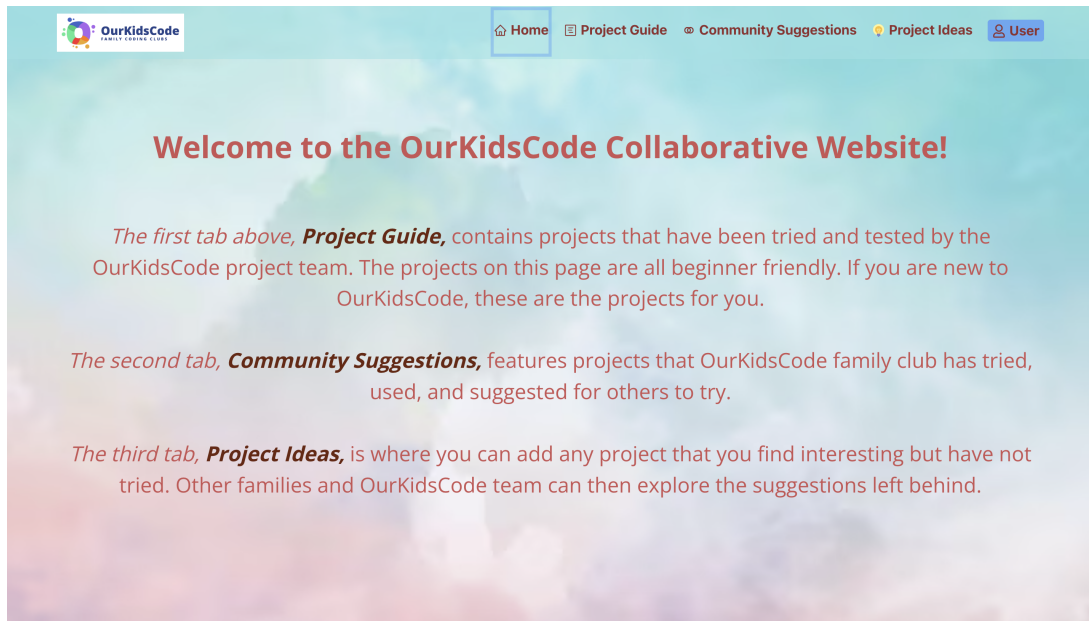 OurKidsCode
FAMILY CODING CLUBS
Home Project Guide Community Suggestions Project Ideas User
Welcome to the OurKidsCode Collaborative Website!
The first tab above, Project Guide, contains projects that have been tried and tested by the
OurKidsCode project team. The projects on this page are all beginner friendly. If you are new to
OurKidsCode, these are the projects for you.
The second tab, Community Suggestions, features projects that OurKidsCode family club has tried,
used, and suggested for others to try.
The third tab, Project Ideas, is where you can add any project that you find interesting but have not
tried. Other families and OurKidsCode team can then explore the suggestions left behind.